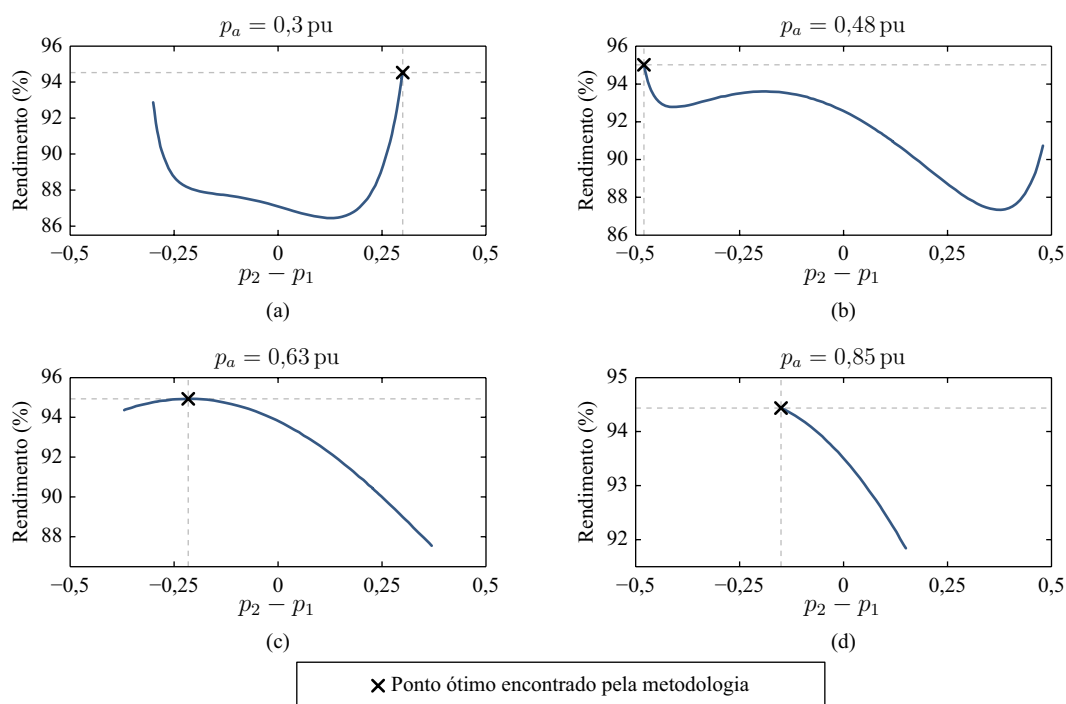 p_a = 0,3 pu
96
94
92
90
88
86
Rendimento (%)
−0,5
−0,25
0
0,25
0,5
p_2 − p_1
(a)
p_a = 0,48 pu
96
94
92
90
88
86
Rendimento (%)
−0,5
−0,25
0
0,25
0,5
p_2 − p_1
(b)
p_a = 0,63 pu
96
94
92
90
88
Rendimento (%)
−0,5
−0,25
0
0,25
0,5
p_2 − p_1
(c)
p_a = 0,85 pu
95
94
93
92
Rendimento (%)
−0,5
−0,25
0
0,25
0,5
p_2 − p_1
(d)
Ponto ótimo encontrado pela metodologia